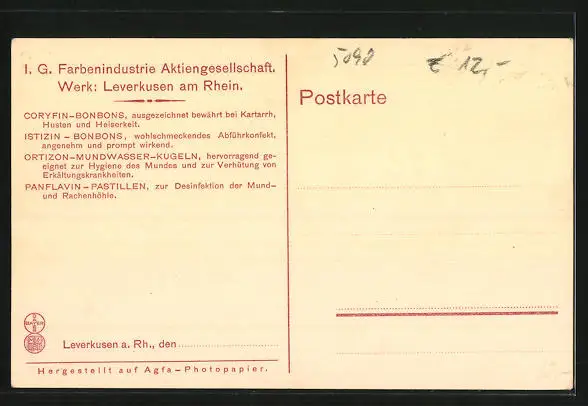 I. G. Farbenindustrie Aktiengesellschaft.
Werk: Leverkusen am Rhein.
CORYFIN-BONBONS, ausgezeichnet bewährt bei Kartarrh,
Husten und Heiserkeit.
ISTIZIN - BONBONS, wohlschmeckendes Abführkonfekt,
angenehm und prompt wirkend.
ORTIZON-MUNDWASSER-KUGELN, hervorragend ge-
eignet zur Hygiene des Mundes und zur Verhütung von
Erkältungskrankheiten.
PANFLAVIN-PASTILLEN, zur Desinfektion der Mund-
und Rachenhöhle.
BAYER
Leverkusen a. Rh., den
Hergestellt auf Agfa-Photopapier.
5090
€ 12,-
Postkarte